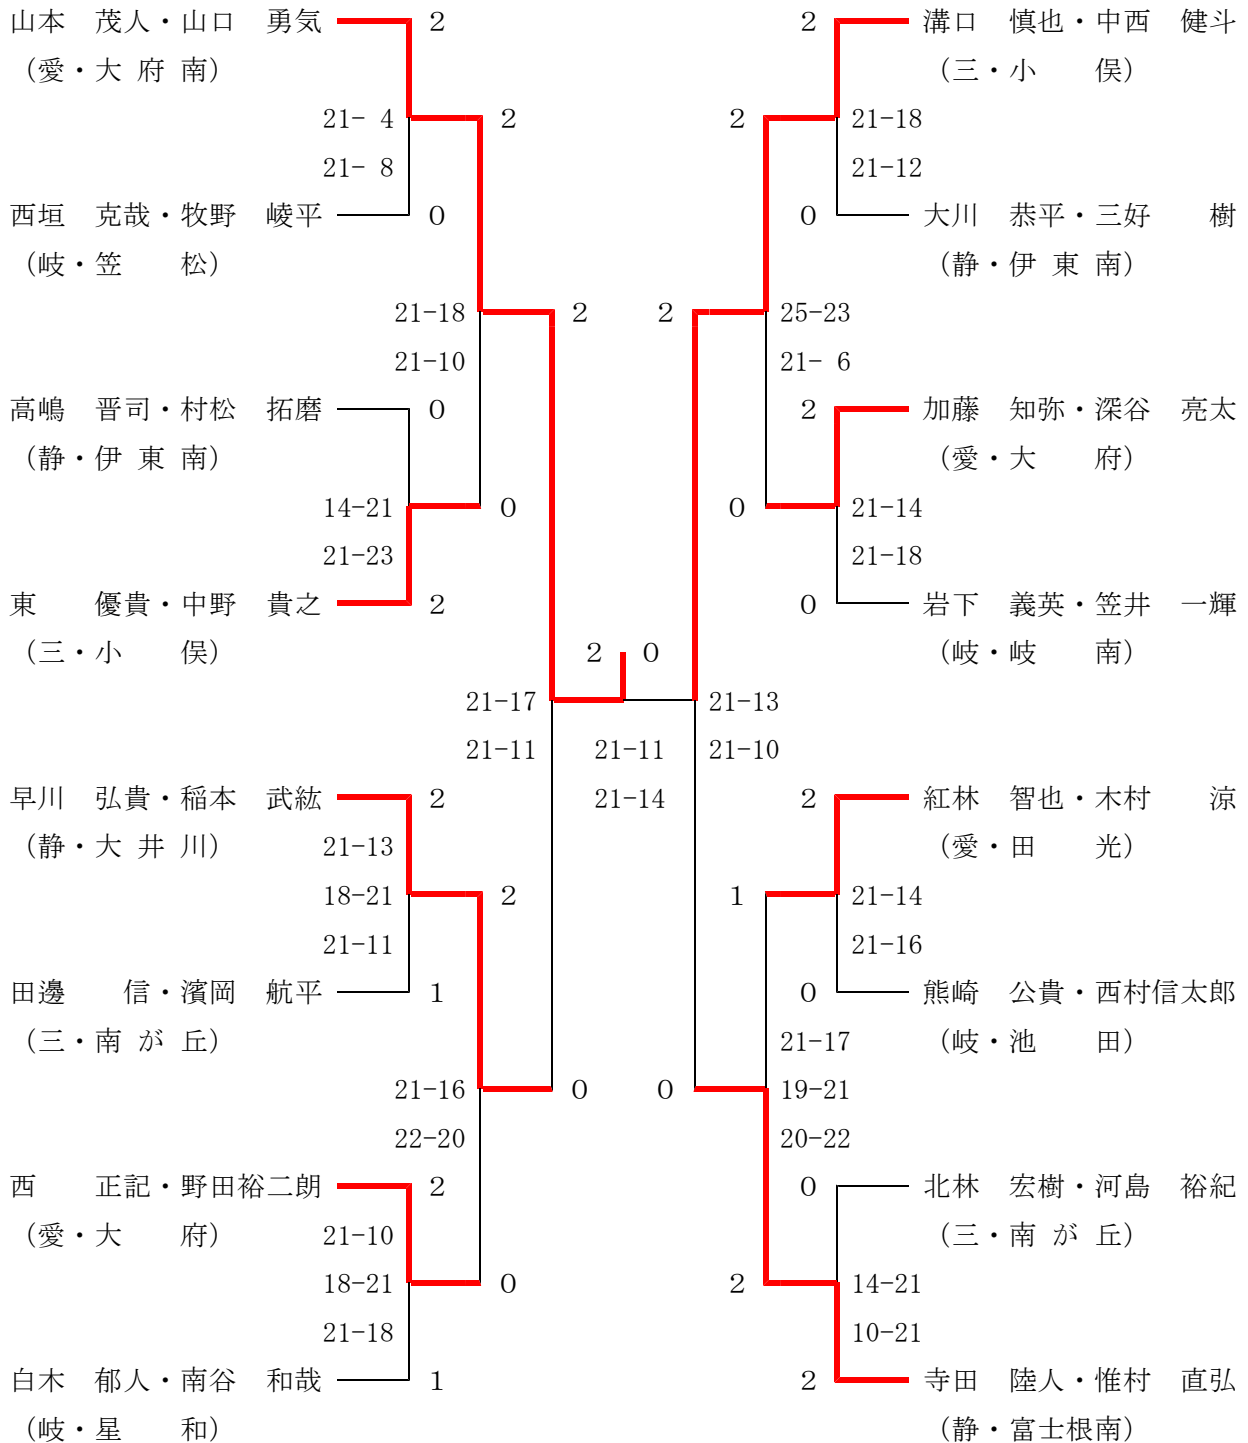 山本　茂人・山口　勇気 2 2 溝口　慎也・中西　健斗
（愛・大 府 南） （三・小　　俣）
21- 4 2 2 21-18
21- 8 21-12
西垣　克哉・牧野　崚平 0 0 大川　恭平・三好　　樹
（岐・笠　　松） （静・伊 東 南）
21-18 2 2 25-23
21-10 21- 6
高嶋　晋司・村松　拓磨 0 2 加藤　知弥・深谷　亮太
（静・伊 東 南） （愛・大　　府）
14-21 0 0 21-14
21-23 21-18
東　　優貴・中野　貴之 2 0 岩下　義英・笠井　一輝
（三・小　　俣） 2 0 （岐・岐　　南）
21-17 21-13
21-11 21-11 21-10
早川　弘貴・稲本　武紘 2 21-14 2 紅林　智也・木村　　涼
（静・大 井 川） 21-13 （愛・田　　光）
18-21 2 1 21-14
21-11 21-16
田邊　　信・濱岡　航平 1 0 熊崎　公貴・西村信太郎
（三・南 が 丘） 21-17 （岐・池　　田）
21-16 0 0 19-21
22-20 20-22
西　　正記・野田裕二朗 2 0 北林　宏樹・河島　裕紀
（愛・大　　府） 21-10 （三・南 が 丘）
18-21 0 2 14-21
21-18 10-21
白木　郁人・南谷　和哉 1 2 寺田　陸人・惟村　直弘
（岐・星　　和） （静・富士根南）